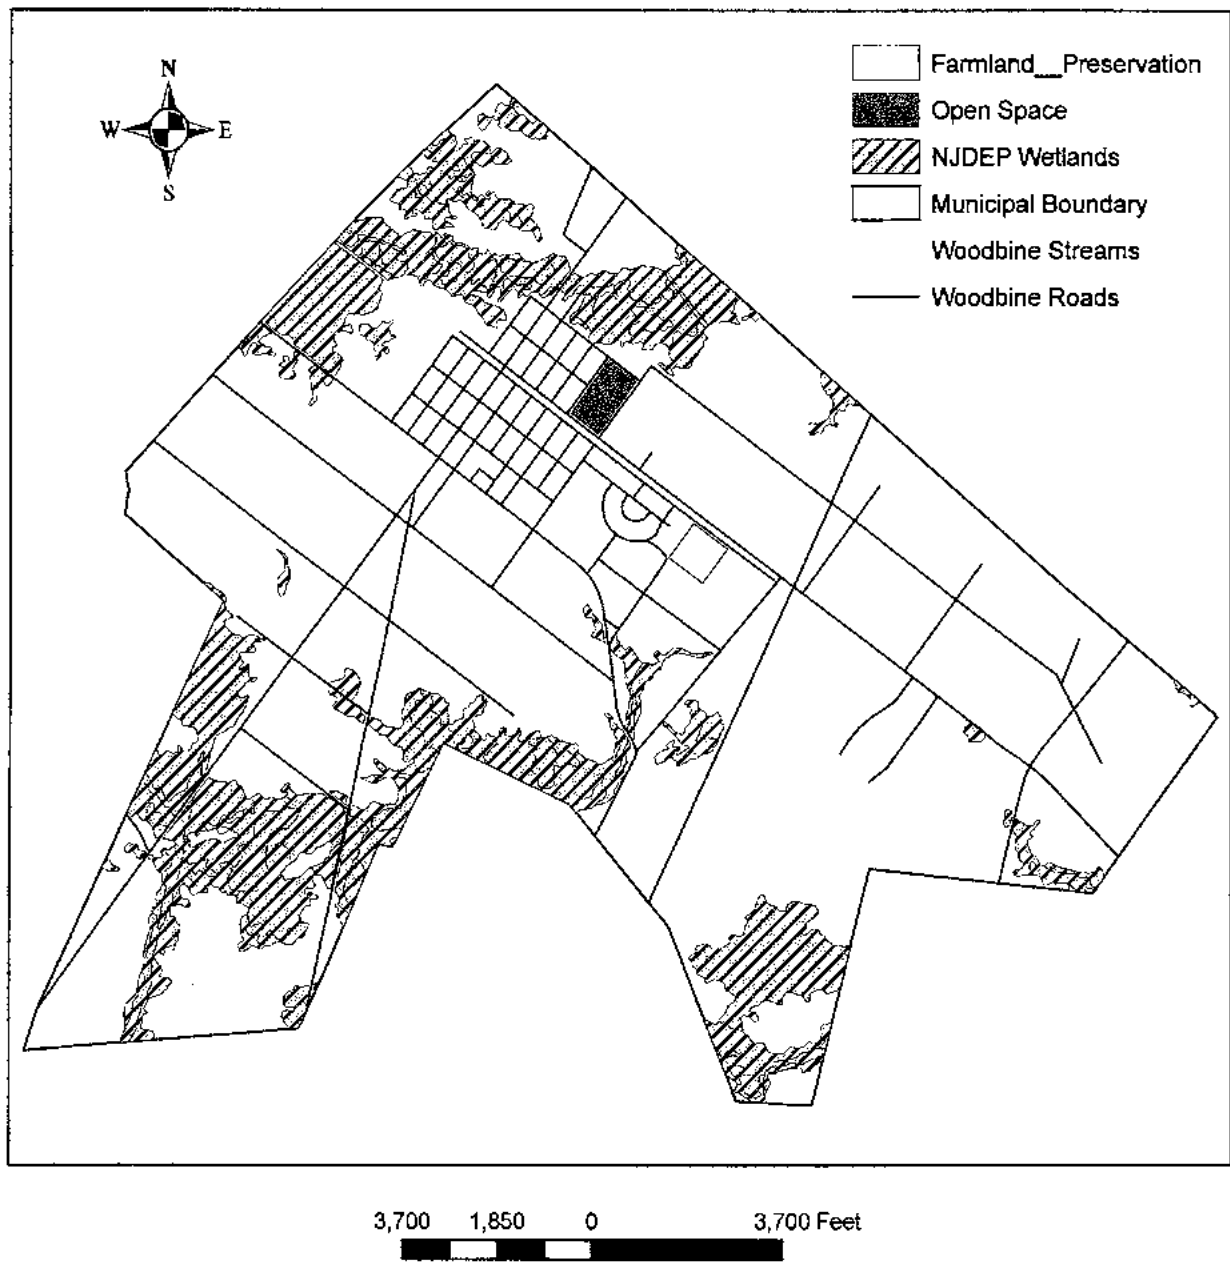 N
W E
S
Farmland__Preservation
Open Space
NJDEP Wetlands
Municipal Boundary
Woodbine Streams
Woodbine Roads
3,700 1,850 0 3,700 Feet